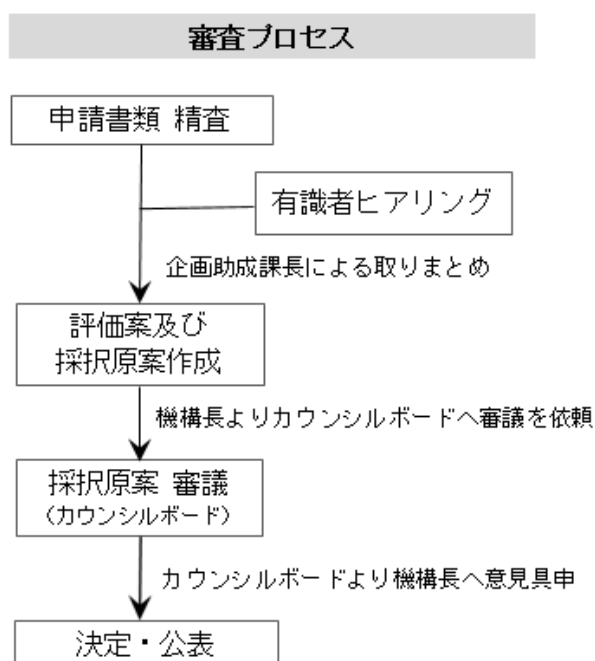 審査プロセス
申請書類 精査
有識者ヒアリング
企画助成課長による取りまとめ
評価案及び
採択原案作成
機構長よりカウンシルボードへ審議を依頼
採択原案 審議
（カウンシルボード）
カウンシルボードより機構長へ意見具申
決定・公表